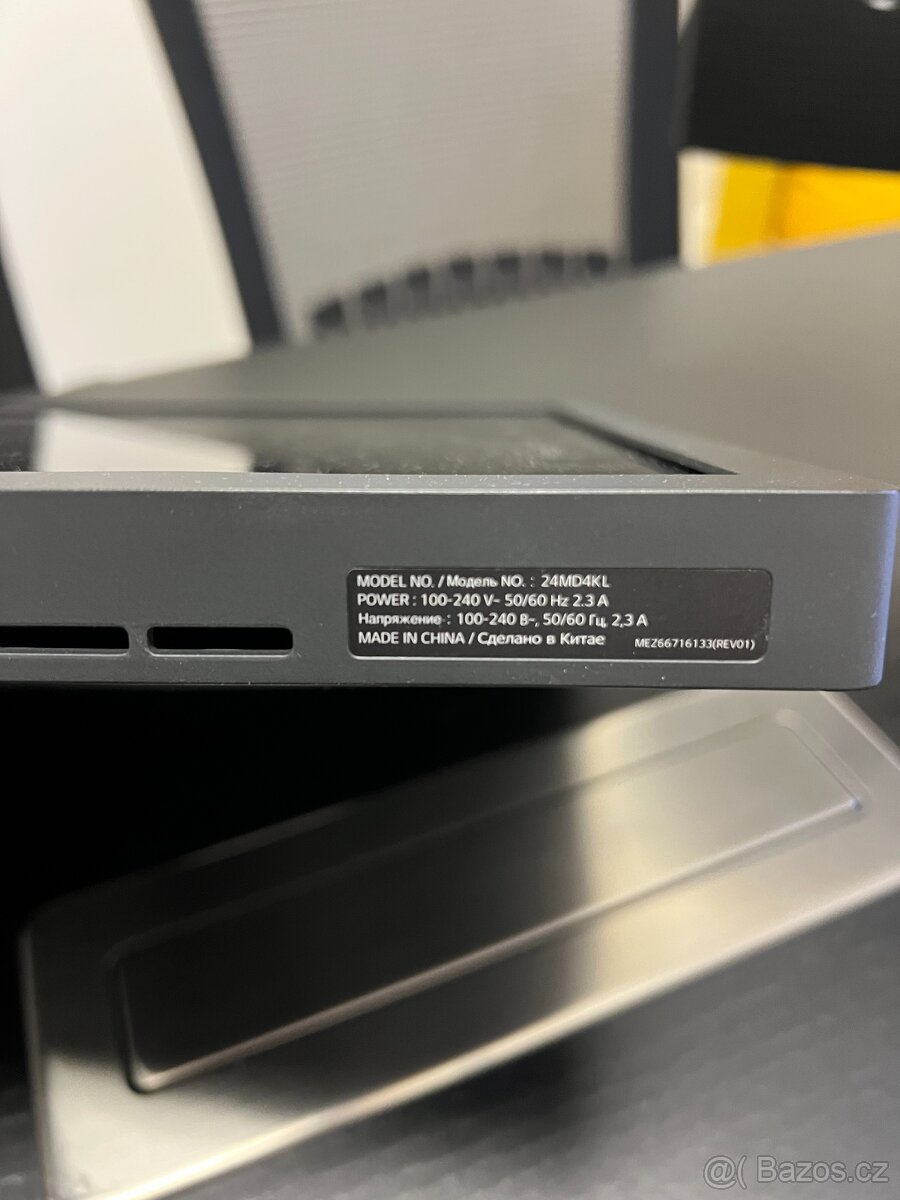 MODEL NO. / Модель NO. : 24MD4KL
POWER : 100-240 V~ 50/60 Hz 2.3 A
Напряжение : 100-240 В~, 50/60 Гц, 2,3 A
MADE IN CHINA / Сделано в Китае MEZ66716133(REV01)
@( Bazos.cz